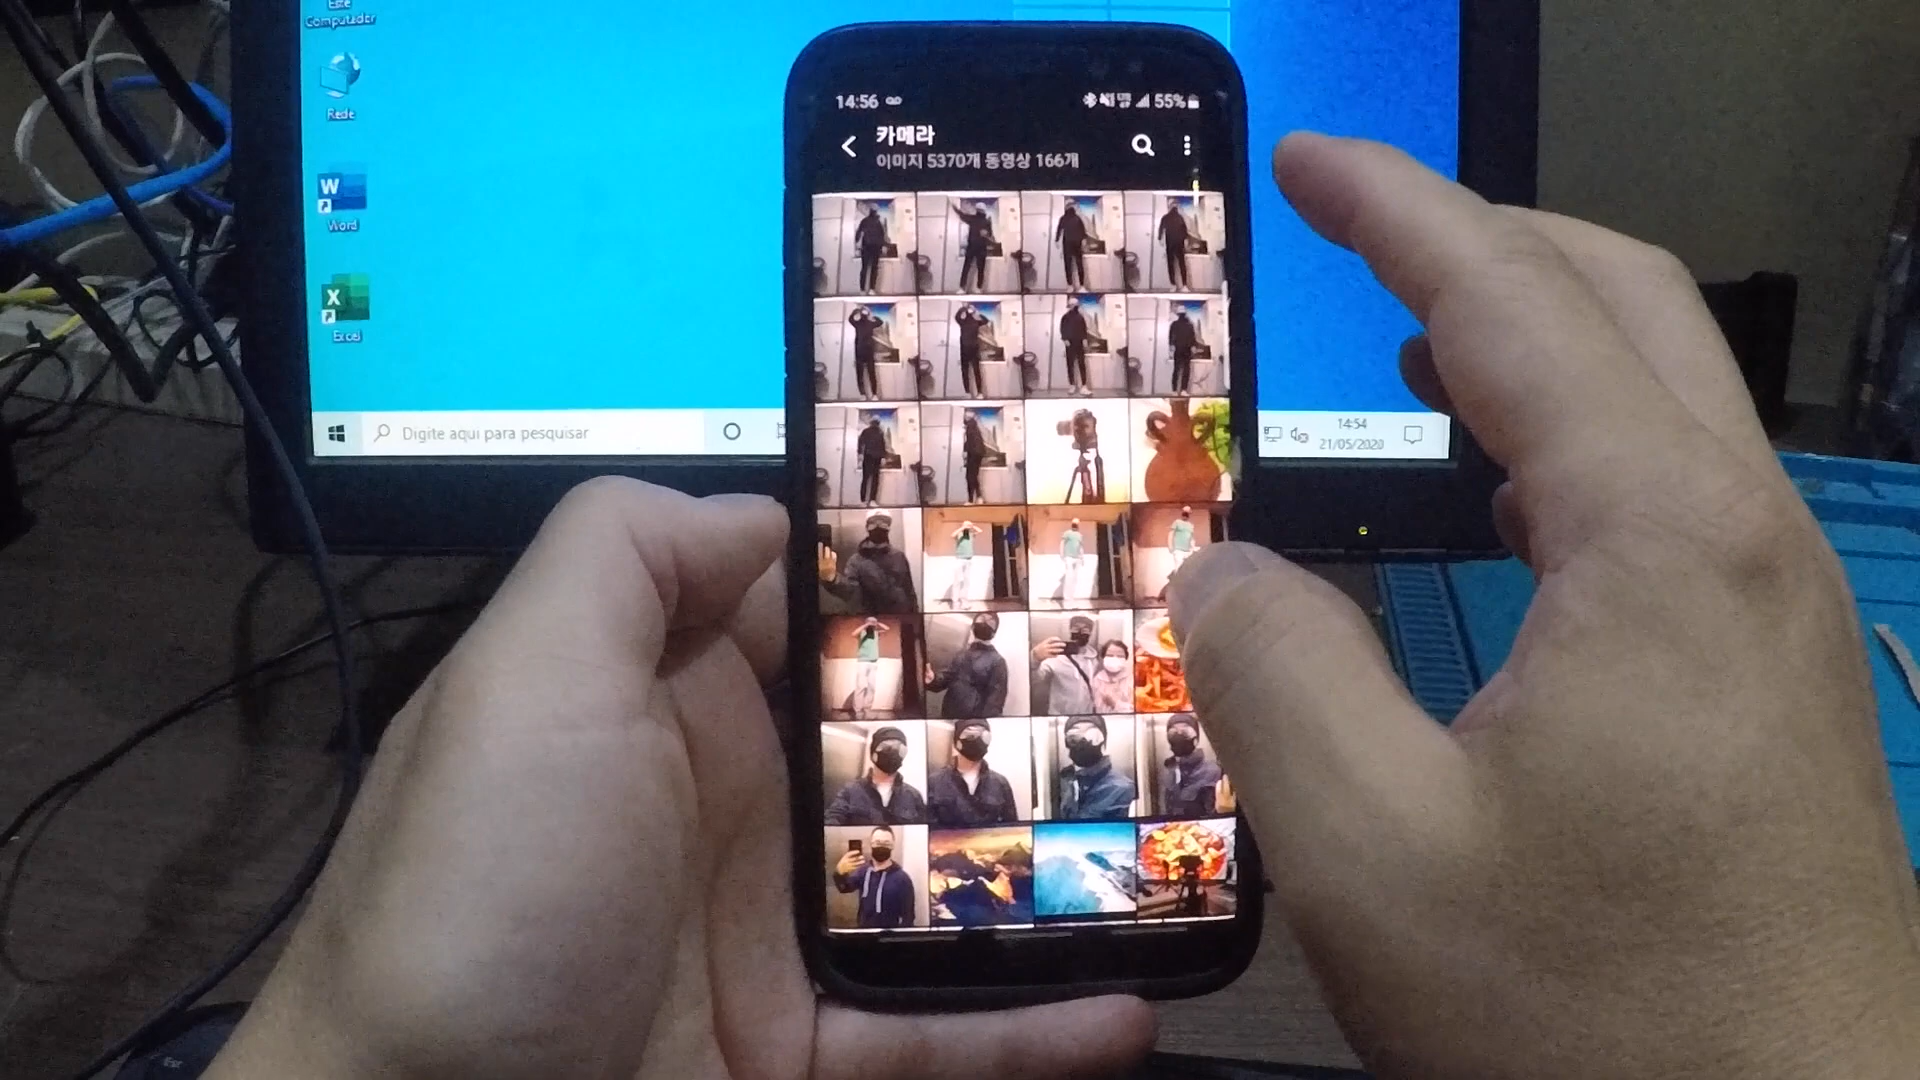 Este
Computador
Rede
W
Word
X
Excel
Digite aqui para pesquisar
14:54
21/05/2020
14:56
55%
카메라
이미지 5370개 동영상 166개
Esc